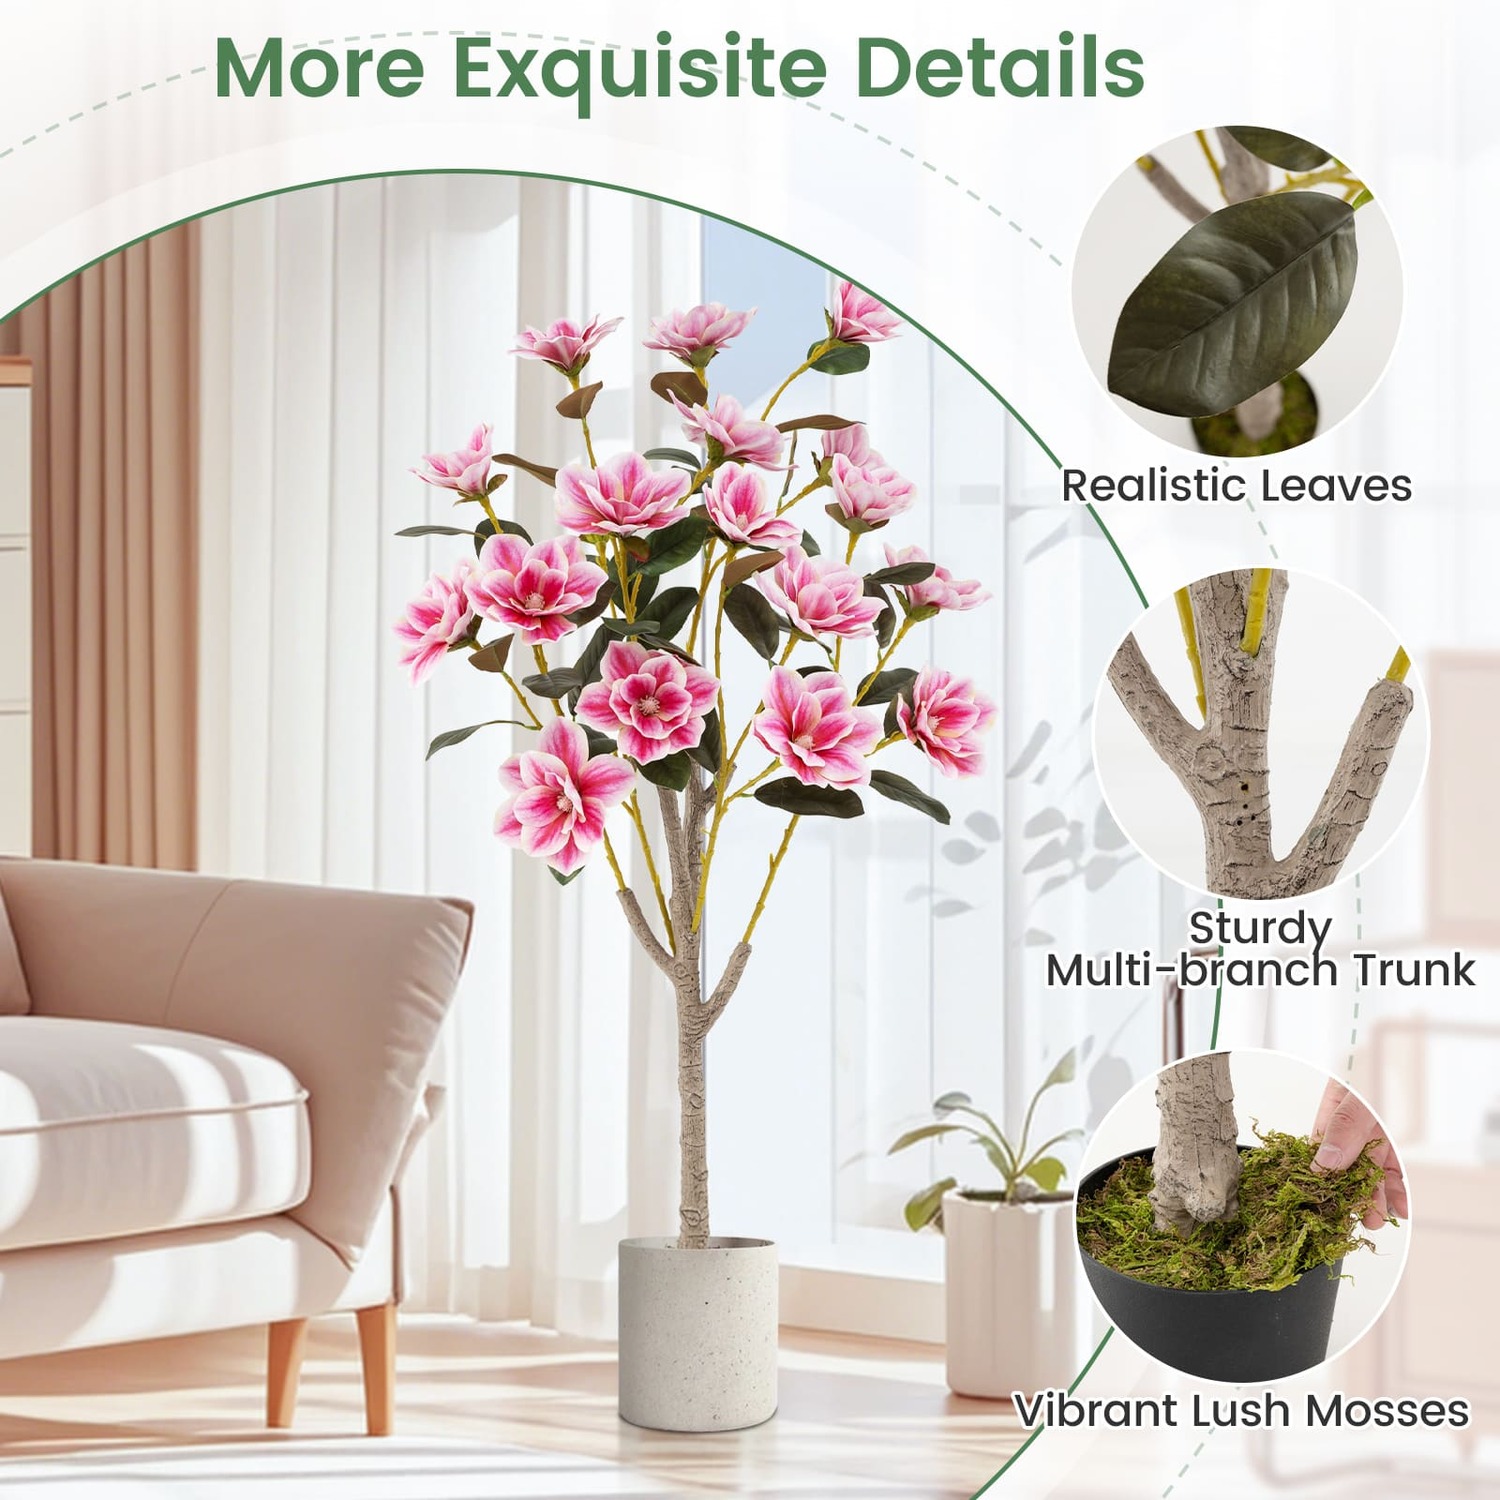 More Exquisite Details
Realistic Leaves
Sturdy
Multi-branch Trunk
Vibrant Lush Mosses